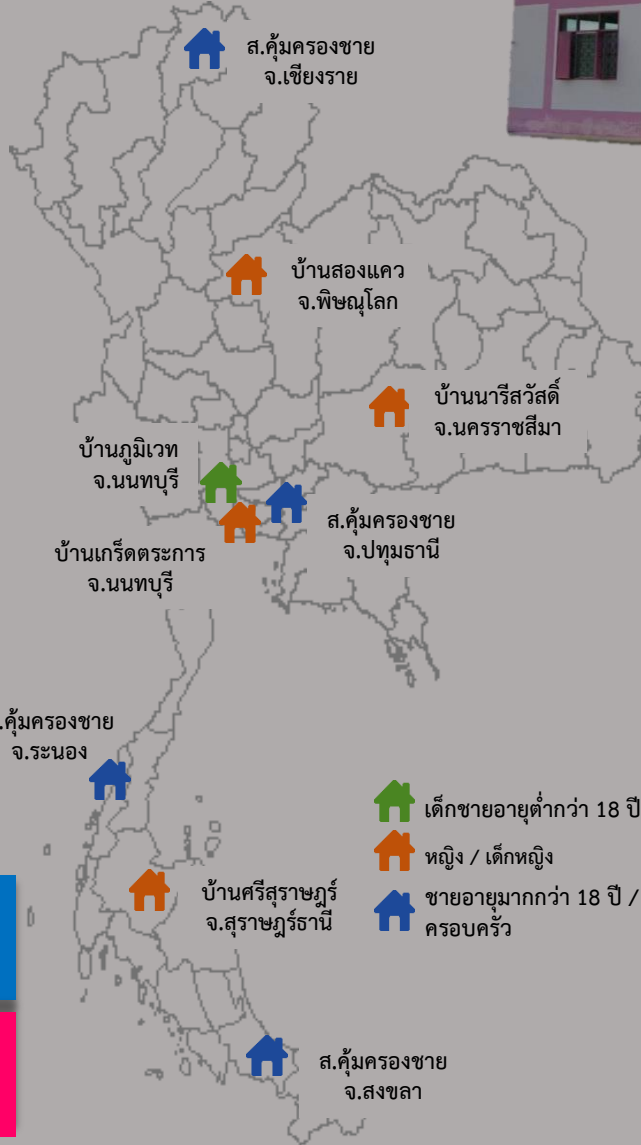 ส.คุ้มครองชาย
จ.เชียงราย
บ้านสองแคว
จ.พิษณุโลก
บ้านนารีสวัสดิ์
จ.นครราชสีมา
บ้านภูมิเวท
จ.นนทบุรี
ส.คุ้มครองชาย
จ.ปทุมธานี
บ้านเกร็ดตระการ
จ.นนทบุรี
.คุ้มครองชาย
จ.ระนอง
เด็กชายอายุต่ำกว่า 18 ปี
หญิง / เด็กหญิง
ชายอายุมากกว่า 18 ปี /
ครอบครัว
บ้านศรีสุราษฎร์
จ.สุราษฎร์ธานี
ส.คุ้มครองชาย
จ.สงขลา